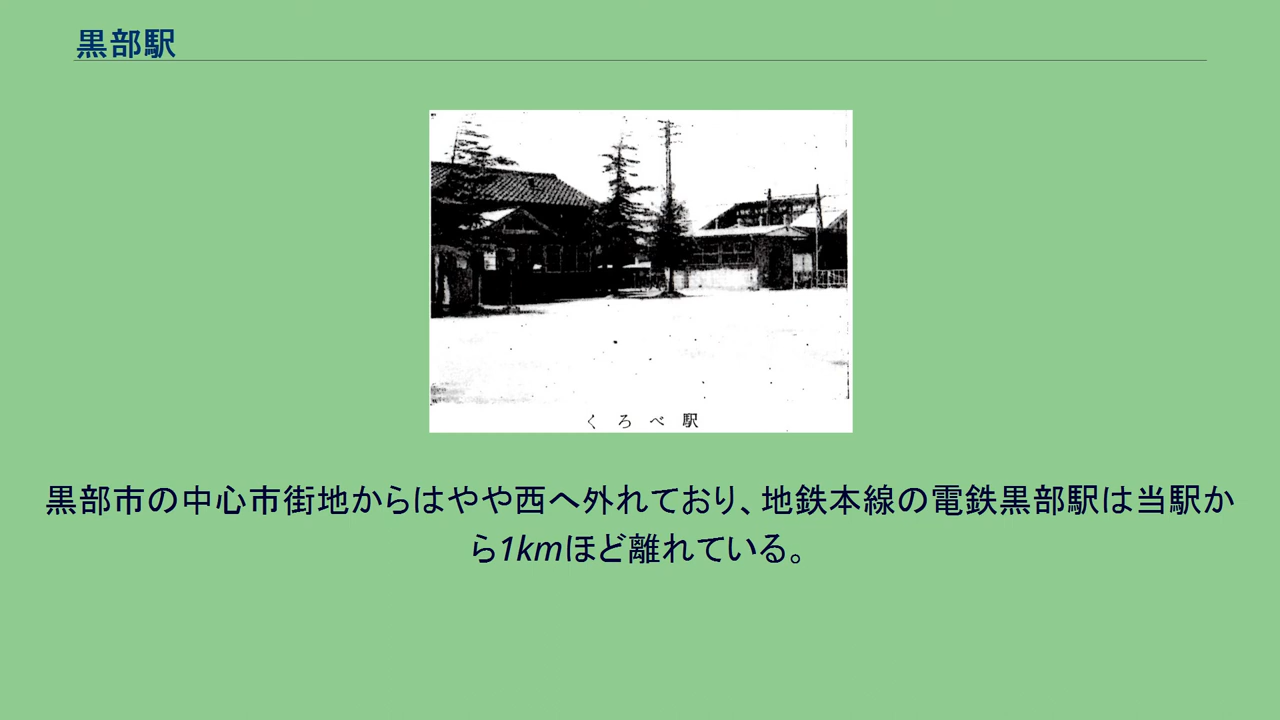 黒部駅
くろべ駅
黒部市の中心市街地からはやや西へ外れており、地鉄本線の電鉄黒部駅は当駅か
ら1kmほど離れている。